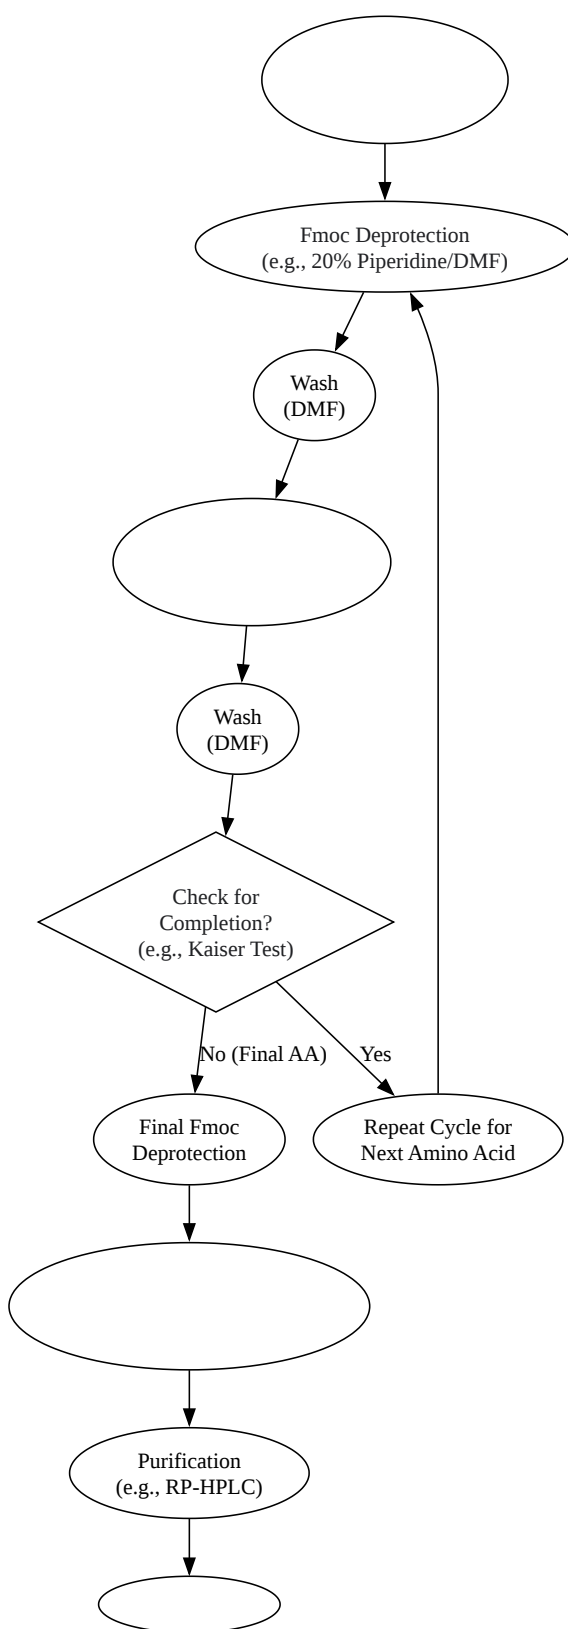 Fmoc Deprotection
(e.g., 20% Piperidine/DMF)
Wash
(DMF)
Wash
(DMF)
Check for
Completion?
(e.g., Kaiser Test)
No (Final AA)
Yes
Final Fmoc
Deprotection
Repeat Cycle for
Next Amino Acid
Purification
(e.g., RP-HPLC)